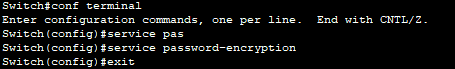 Switch#conf terminal
Enter configuration commands, one per line.  End with CNTL/Z.
Switch(config)#service pas
Switch(config)#service password-encryption
Switch(config)#exit